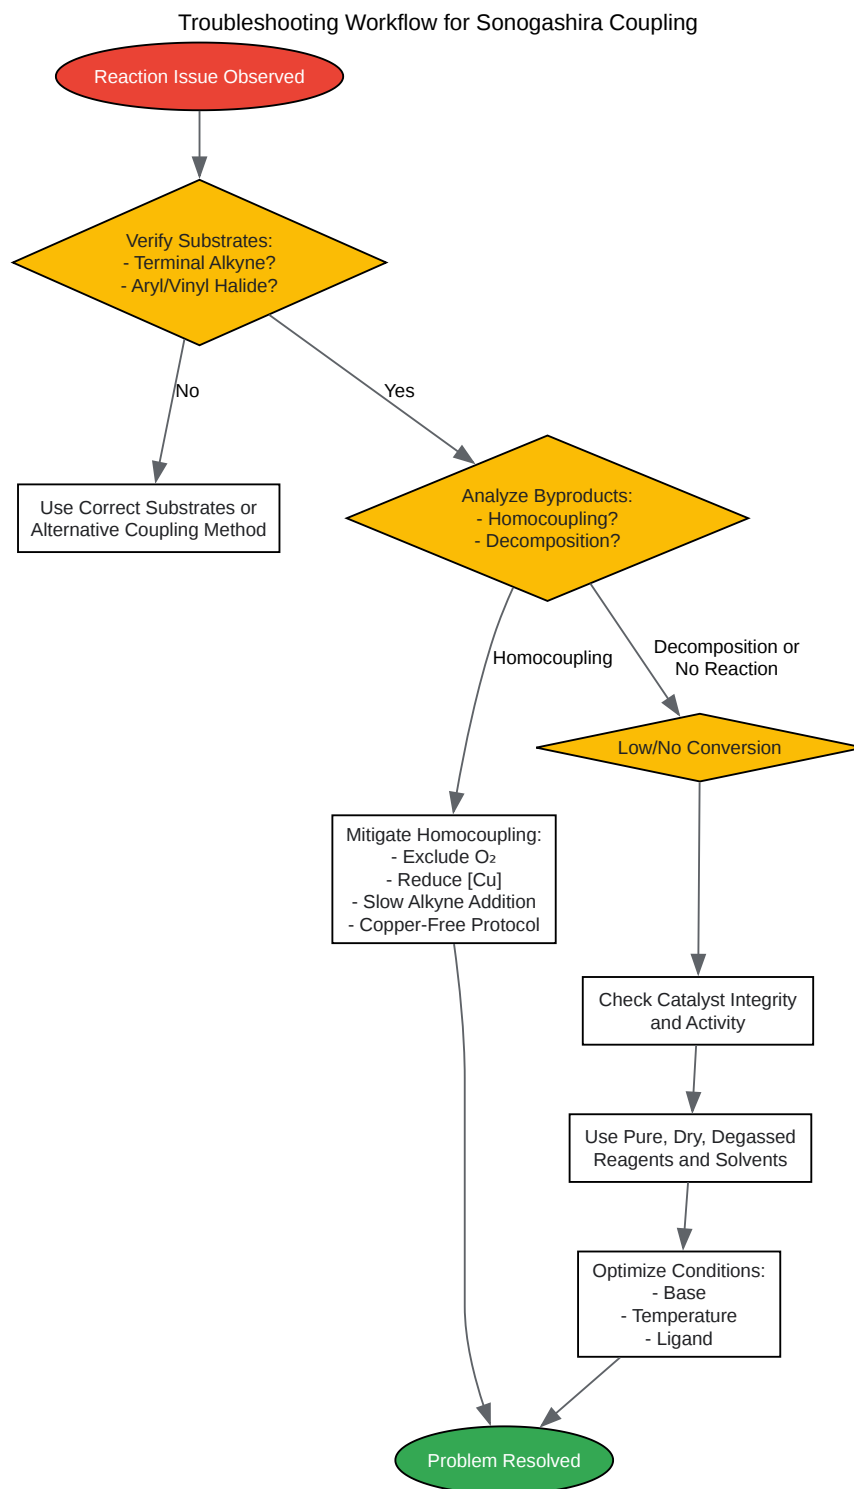 Troubleshooting Workflow for Sonogashira Coupling
Reaction Issue Observed
Verify Substrates:
- Terminal Alkyne?
- Aryl/Vinyl Halide?
No
Yes
Use Correct Substrates or
Alternative Coupling Method
Analyze Byproducts:
- Homocoupling?
- Decomposition?
Homocoupling
Decomposition or
No Reaction
Low/No Conversion
Mitigate Homocoupling:
- Exclude O₂
- Reduce [Cu]
- Slow Alkyne Addition
- Copper-Free Protocol
Check Catalyst Integrity
and Activity
Use Pure, Dry, Degassed
Reagents and Solvents
Optimize Conditions:
- Base
- Temperature
- Ligand
Problem Resolved